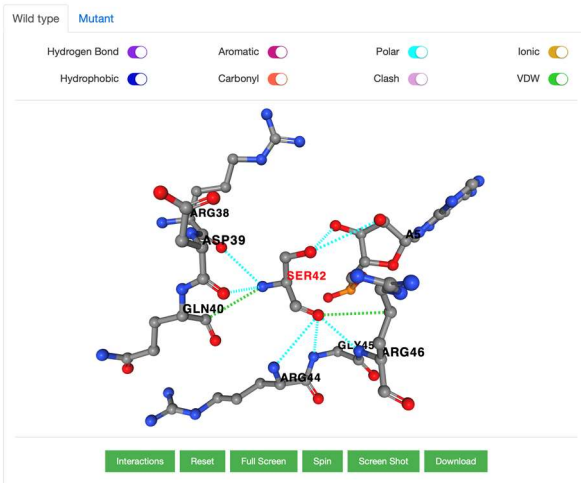 Wild type Mutant
Hydrogen Bond Aromatic Polar Ionic
Hydrophobic Carbonyl Clash VDW
ARG38
ASP39
A5
SER42
GLN40
GLY45
ARG46
ARG44
Interactions Reset Full Screen Spin Screen Shot Download